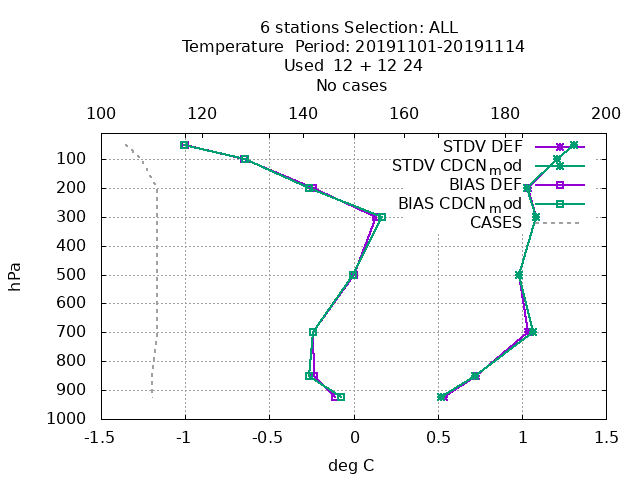 6 stations Selection: ALL
Temperature  Period: 20191101-20191114
Used  12 + 12 24
No cases
100 120 140 160 180 200
STDV DEF
STDV CDCN_mod
BIAS DEF
BIAS CDCN_mod
CASES
100
200
300
400
500
600
700
800
900
1000
hPa
-1.5 -1 -0.5 0 0.5 1 1.5
deg C